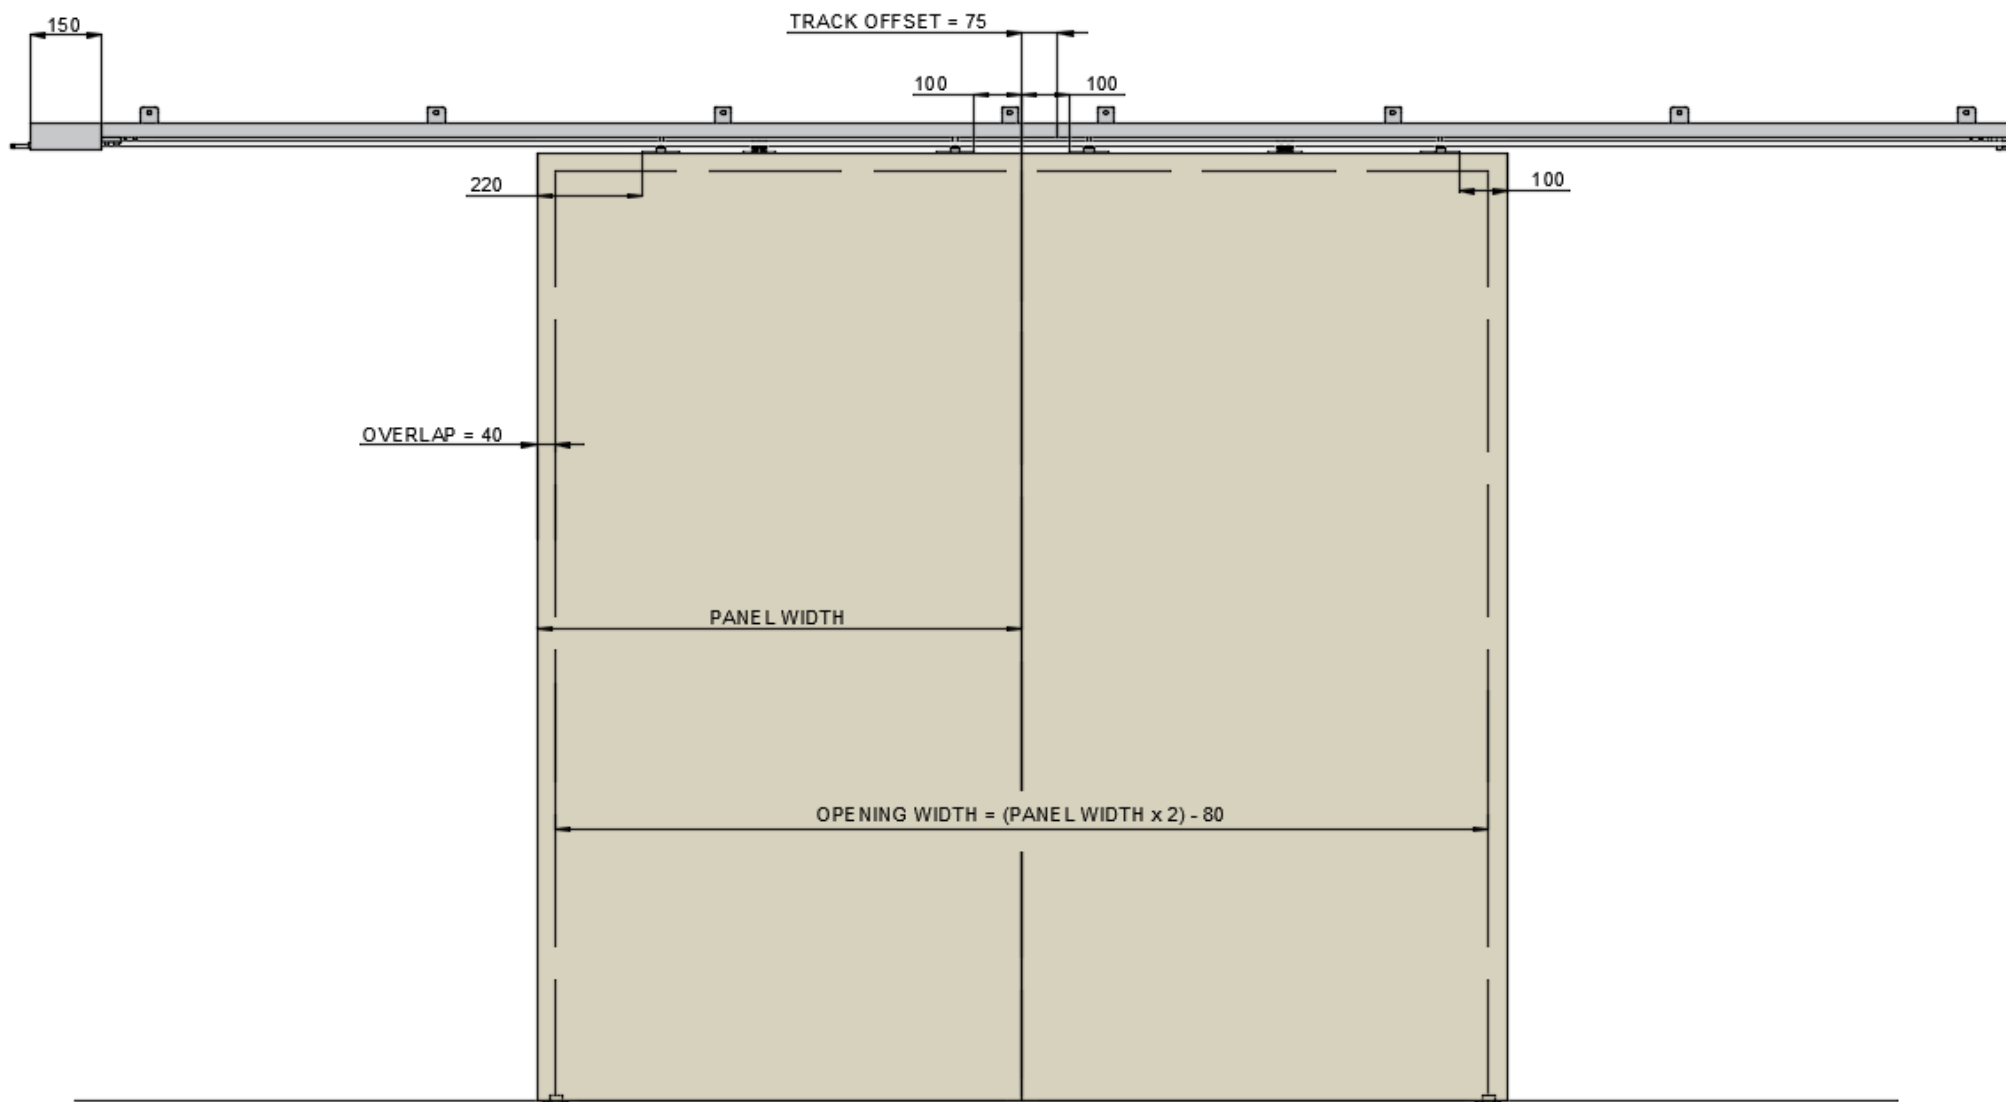 150
TRACK OFFSET = 75
100
100
220
100
OVERLAP = 40
PANEL WIDTH
OPENING WIDTH = (PANEL WIDTH x 2) - 80